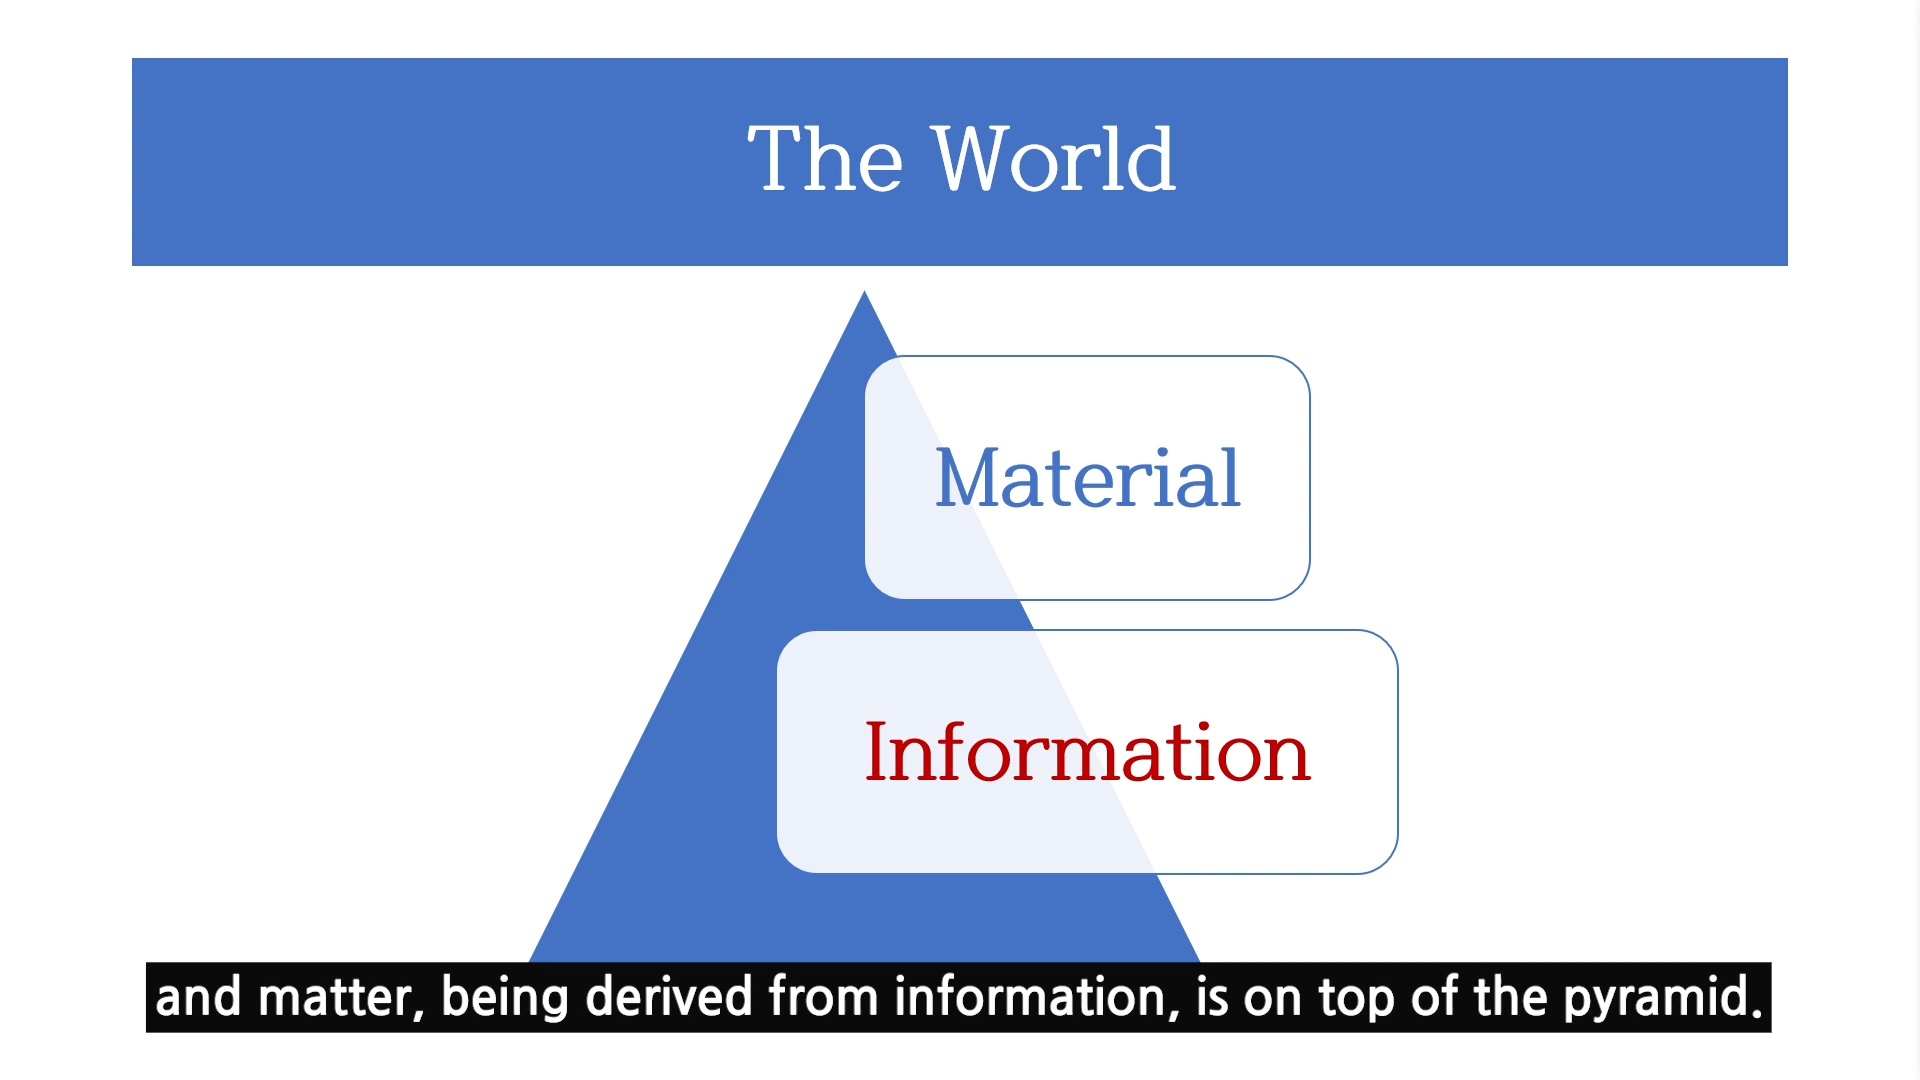 The World
Material
Information
and matter, being derived from information, is on top of the pyramid.